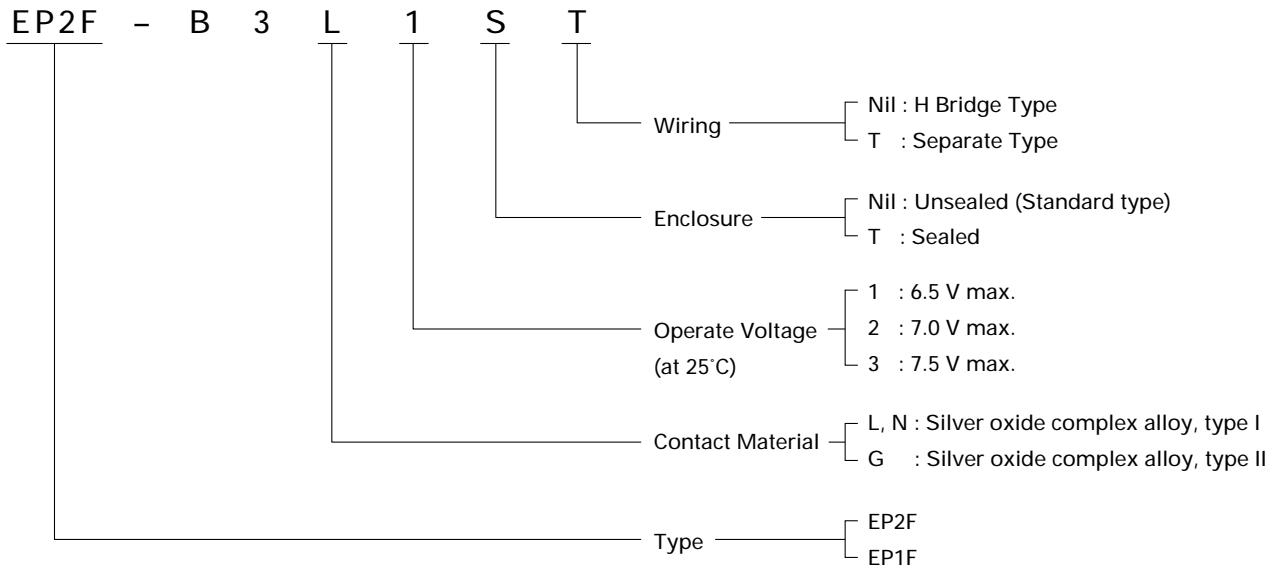 EP2F – B 3 L 1 S T
Wiring
Nil : H Bridge Type
T : Separate Type
Enclosure
Nil : Unsealed (Standard type)
T : Sealed
Operate Voltage
(at 25˚C)
1 : 6.5 V max.
2 : 7.0 V max.
3 : 7.5 V max.
Contact Material
L, N : Silver oxide complex alloy, type I
G : Silver oxide complex alloy, type II
Type
EP2F
EP1F